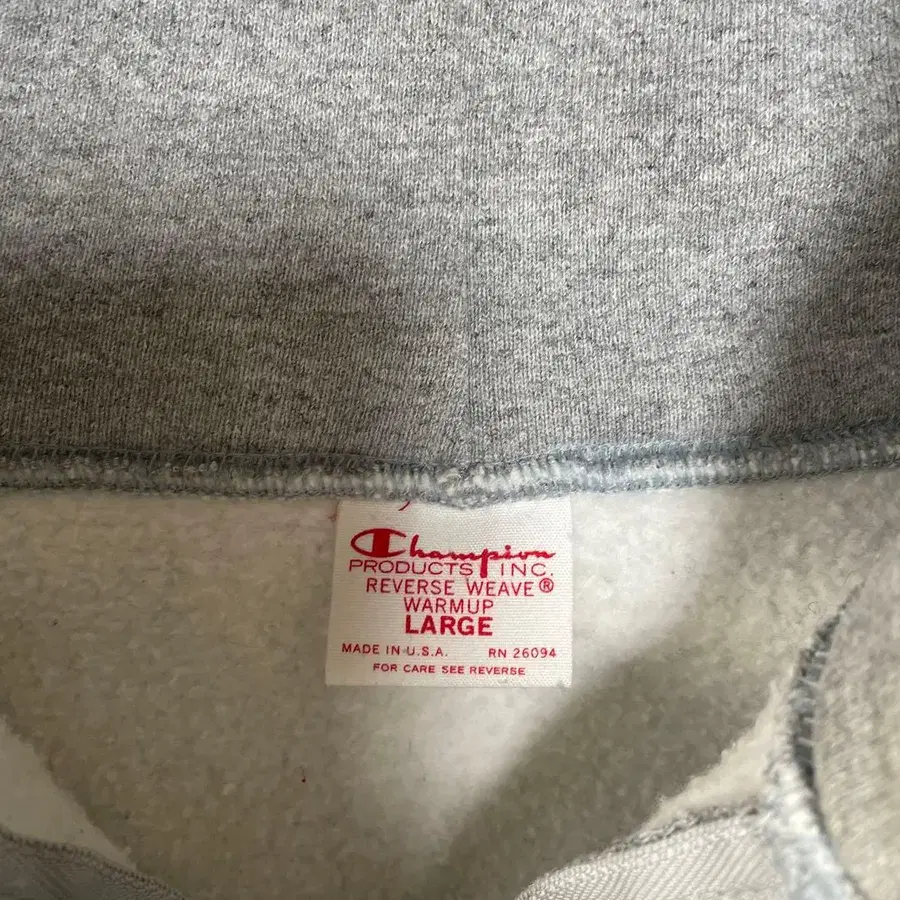 Champion
PRODUCTS INC.
REVERSE WEAVE®
WARMUP
LARGE
MADE IN U.S.A. RN 26094
FOR CARE SEE REVERSE